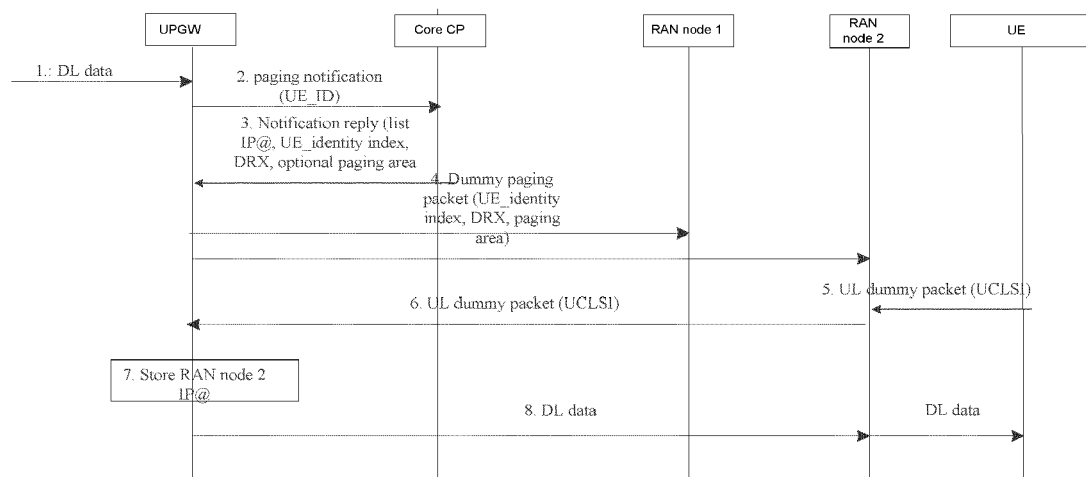 UPGW
Core CP
RAN node 1
RAN
node 2
UE
1.: DL data
2. paging notification
(UE_ID)
3. Notification reply (list
IP@, UE_identity index,
DRX, optional paging area
4. Dummy paging
packet (UE_identity
index, DRX, paging
area)
5. UL dummy packet (UCLSI)
6. UL dummy packet (UCLSI)
7. Store RAN node 2
IP@
8. DL data
DL data